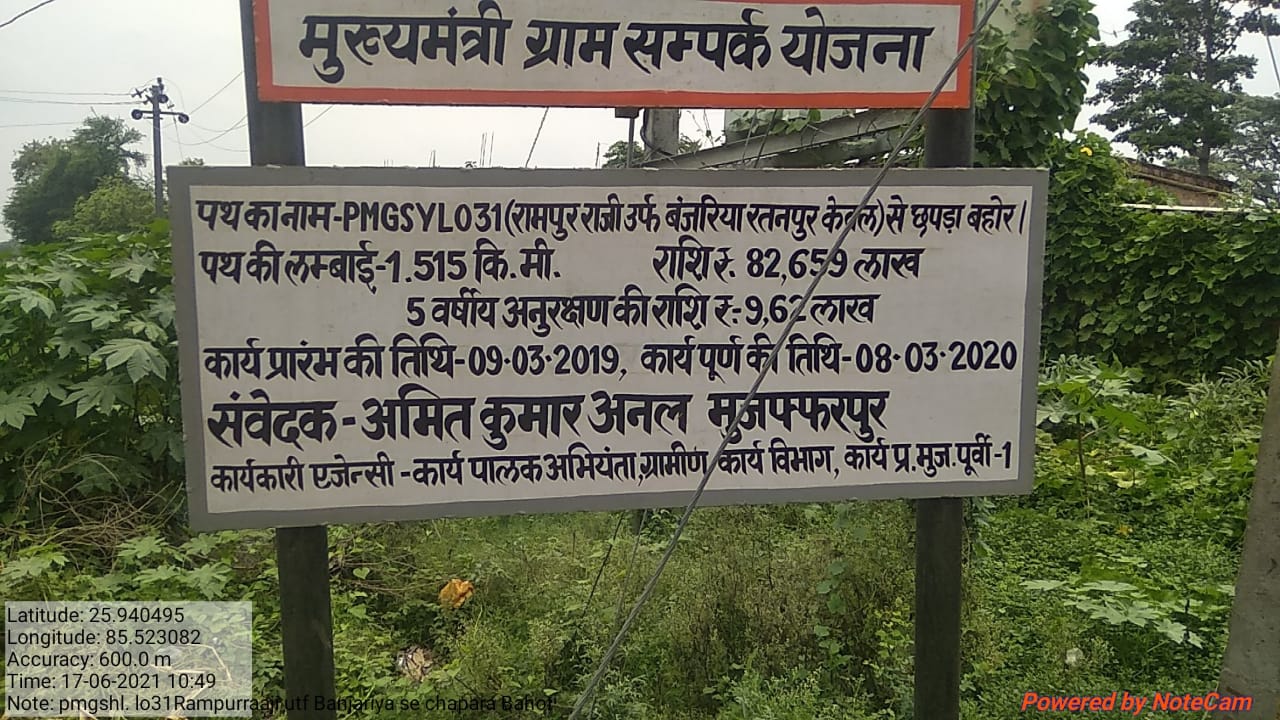 मुख्यमंत्री ग्राम सम्पर्क योजना
पथ का नाम-PMGSYL031(रामपुर राजी उर्फ बंजरिया रतनपुर केवल) से छपड़ा बहोर।
पथ की लम्बाई-1.515 कि.मी. राशि रु. 82,659 लाख
5 वर्षीय अनुरक्षण की राशि रु.-9,62 लाख
कार्य प्रारंभ की तिथि-09.03.2019, कार्य पूर्ण की तिथि-08.03.2020
संवेदक-अमित कुमार अनल मुजफ्फरपुर
कार्यकारी एजेन्सी-कार्य पालक अभियंता,ग्रामीण कार्य विभाग, कार्य प्र.मुज.पूर्वी-1
Latitude: 25.940495
Longitude: 85.523082
Accuracy: 600.0 m
Time: 17-06-2021 10:49
Note: pmgshl. lo31Rampurraaji utf Banjariya se chapara Bahor
Powered by NoteCam